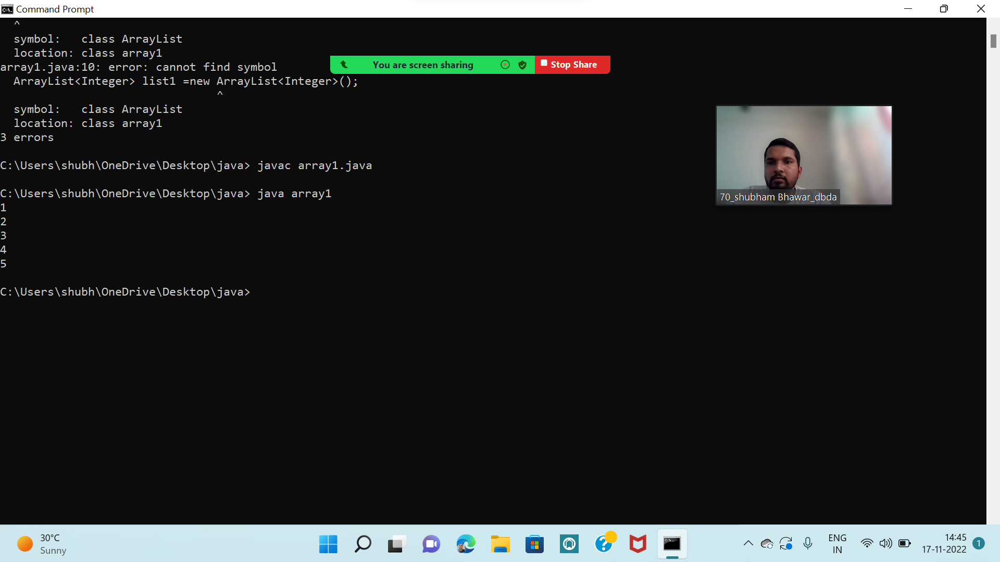 Command Prompt
^
symbol:   class ArrayList
location: class array1
array1.java:10: error: cannot find symbol
You are screen sharing
Stop Share
ArrayList<Integer> list1 =new ArrayList<Integer>();
^
symbol:   class ArrayList
location: class array1
3 errors
C:\Users\shubh\OneDrive\Desktop\java> javac array1.java
C:\Users\shubh\OneDrive\Desktop\java> java array1
70_shubham Bhawar_dbda
1
2
3
4
5
C:\Users\shubh\OneDrive\Desktop\java>
30°C
Sunny
ENG
IN
14:45
17-11-2022
1